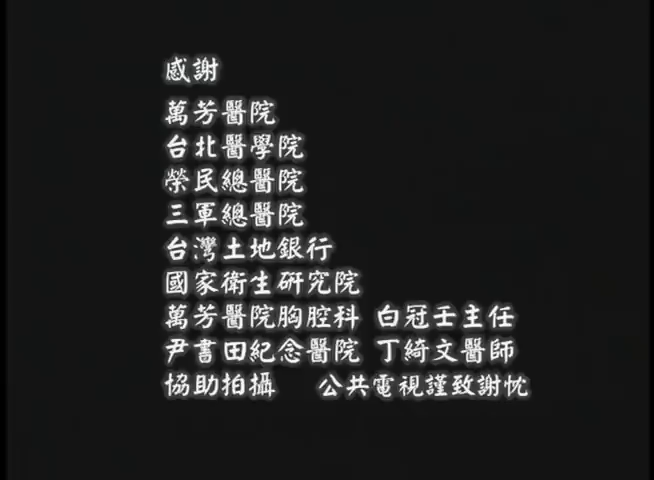 感謝
萬芳醫院
台北醫學院
榮民總醫院
三軍總醫院
台灣土地銀行
國家衛生研究院
萬芳醫院胸腔科 白冠壬主任
尹書田紀念醫院 丁綺文醫師
協助拍攝 公共電視謹致謝忱